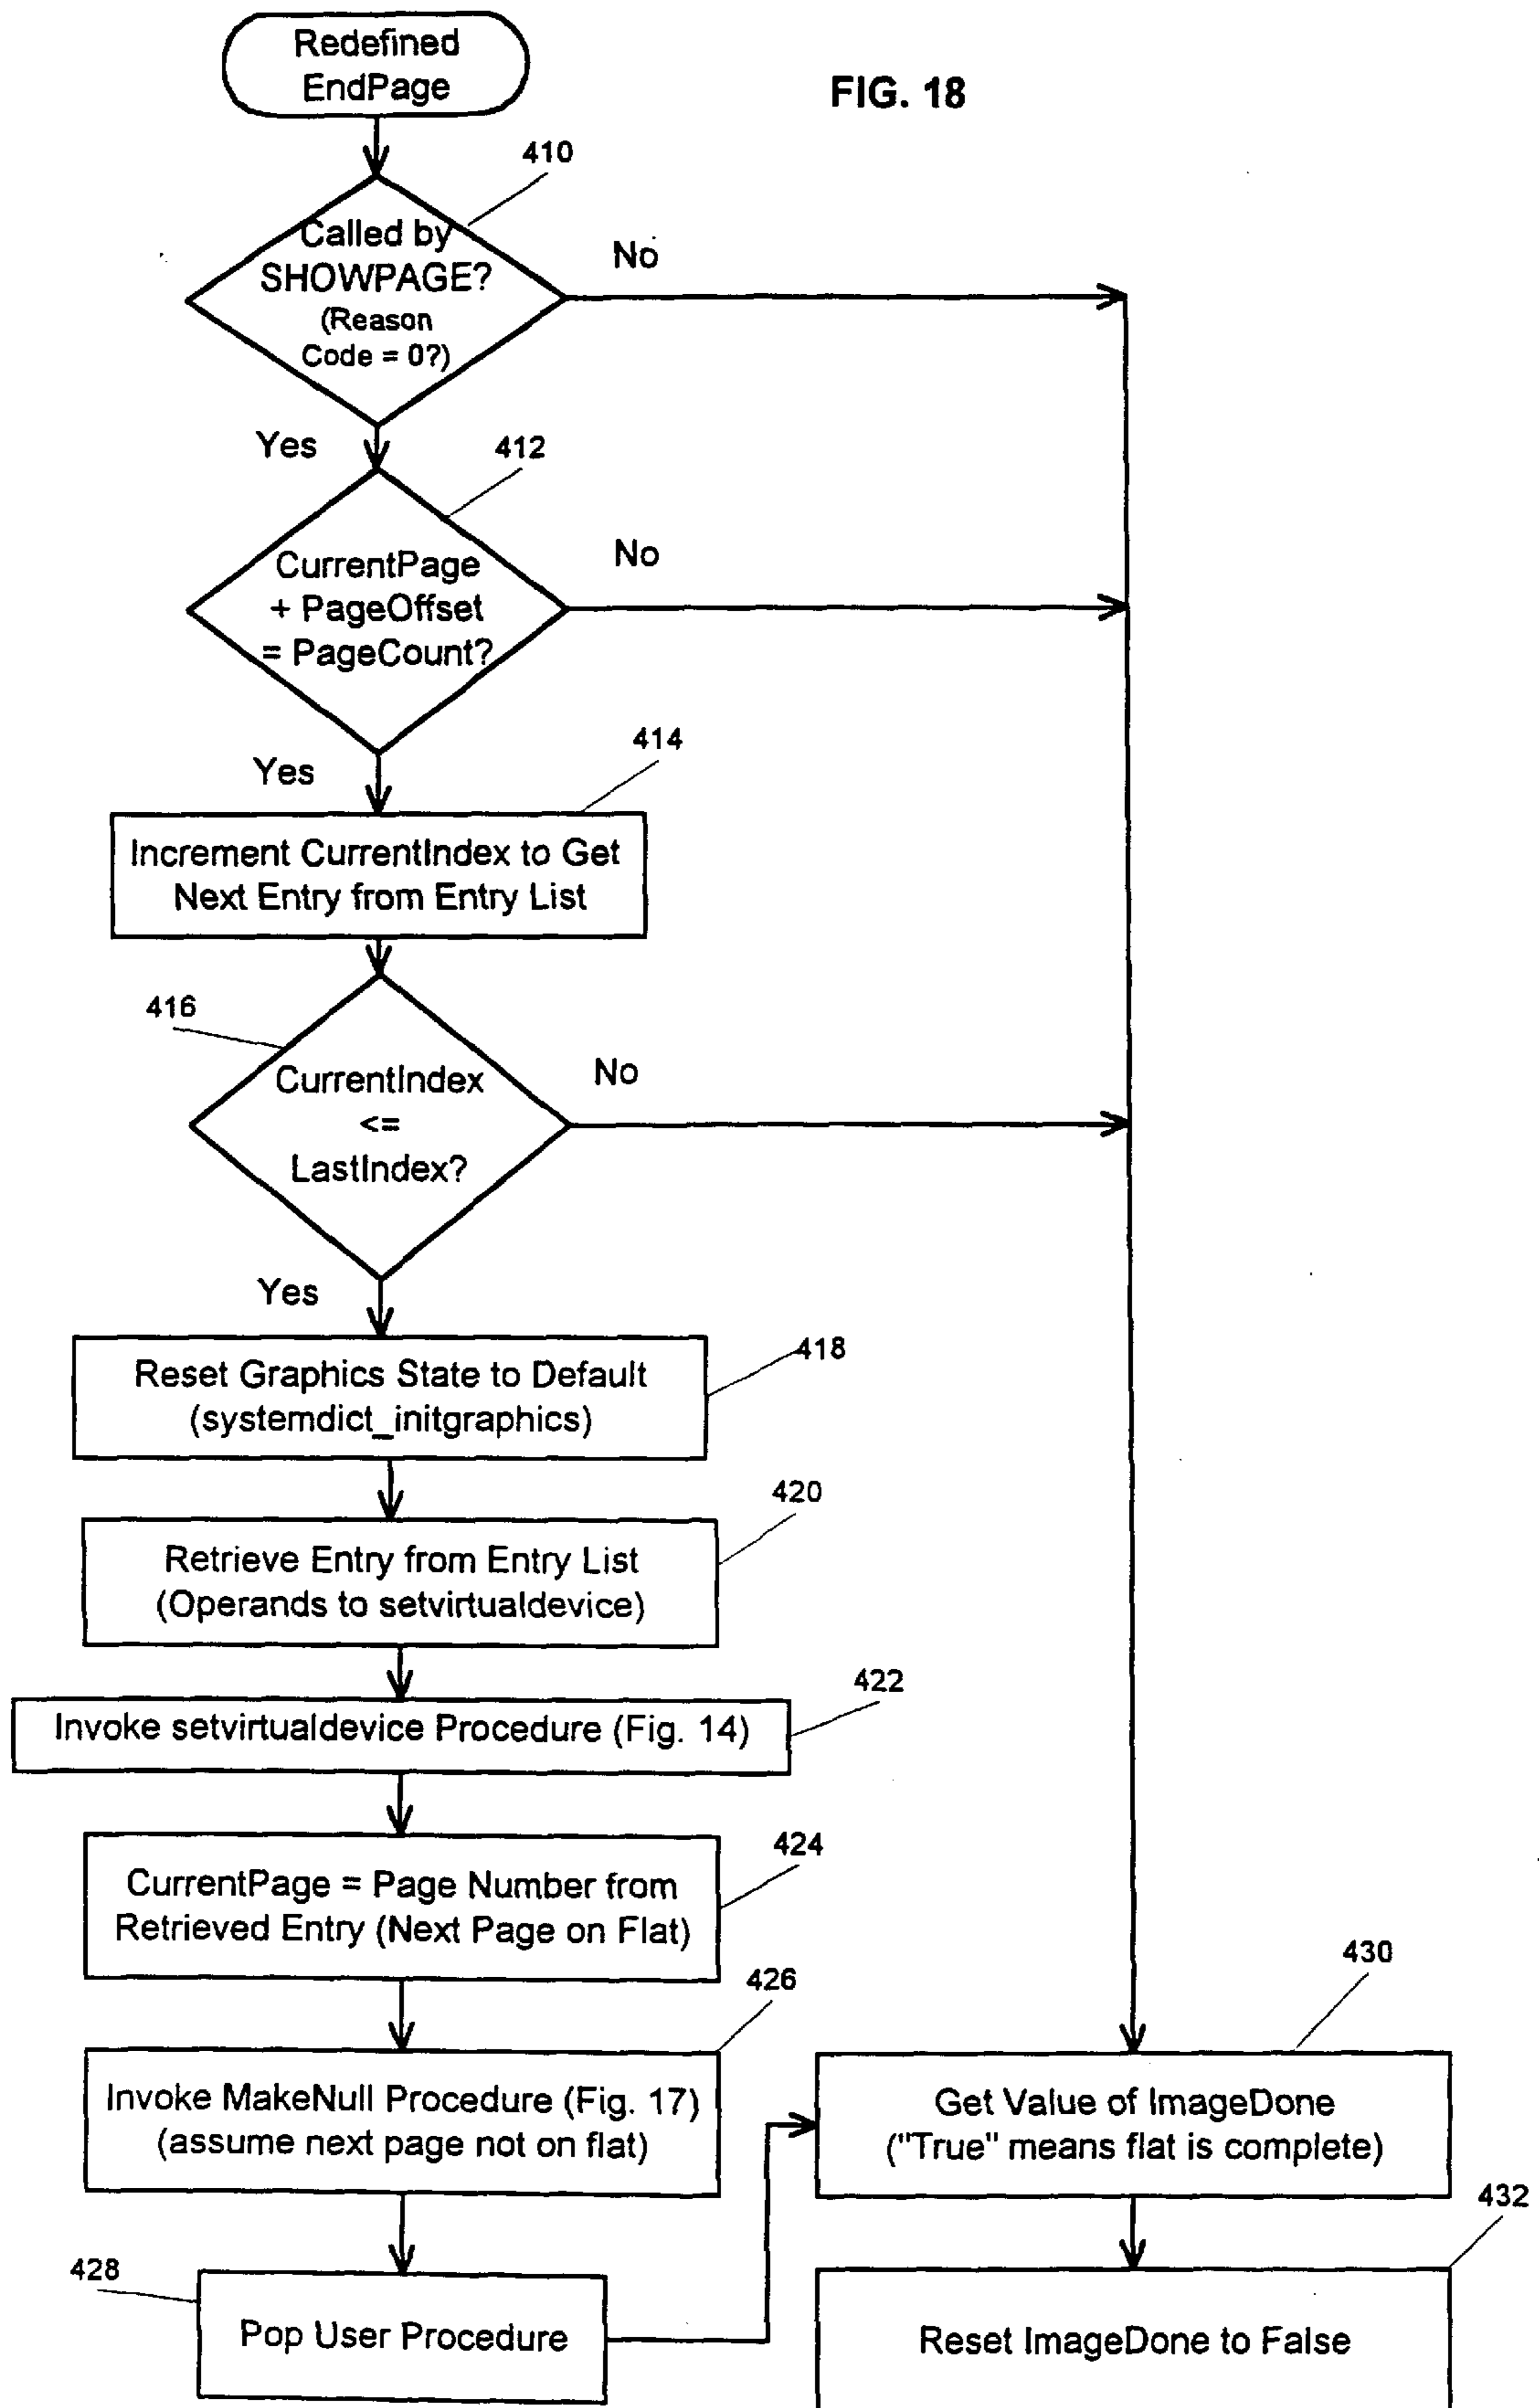 Redefined
EndPage
FIG. 18
410
Called by
SHOWPAGE?
(Reason
Code = 0?)
No
Yes
412
CurrentPage
+ PageOffset
= PageCount?
No
Yes
414
Increment CurrentIndex to Get
Next Entry from Entry List
416
CurrentIndex
<=
LastIndex?
No
Yes
418
Reset Graphics State to Default
(systemdict_initgraphics)
420
Retrieve Entry from Entry List
(Operands to setvirtualdevice)
422
Invoke setvirtualdevice Procedure (Fig. 14)
424
CurrentPage = Page Number from
Retrieved Entry (Next Page on Flat)
426
Invoke MakeNull Procedure (Fig. 17)
(assume next page not on flat)
428
Pop User Procedure
430
Get Value of ImageDone
("True" means flat is complete)
432
Reset ImageDone to False